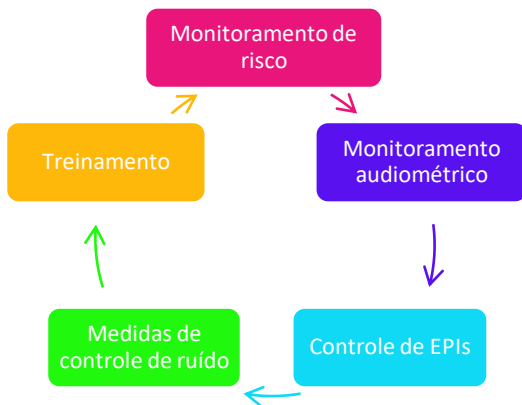 Monitoramento de
risco
Monitoramento
audiométrico
Controle de EPIs
Medidas de
controle de ruído
Treinamento